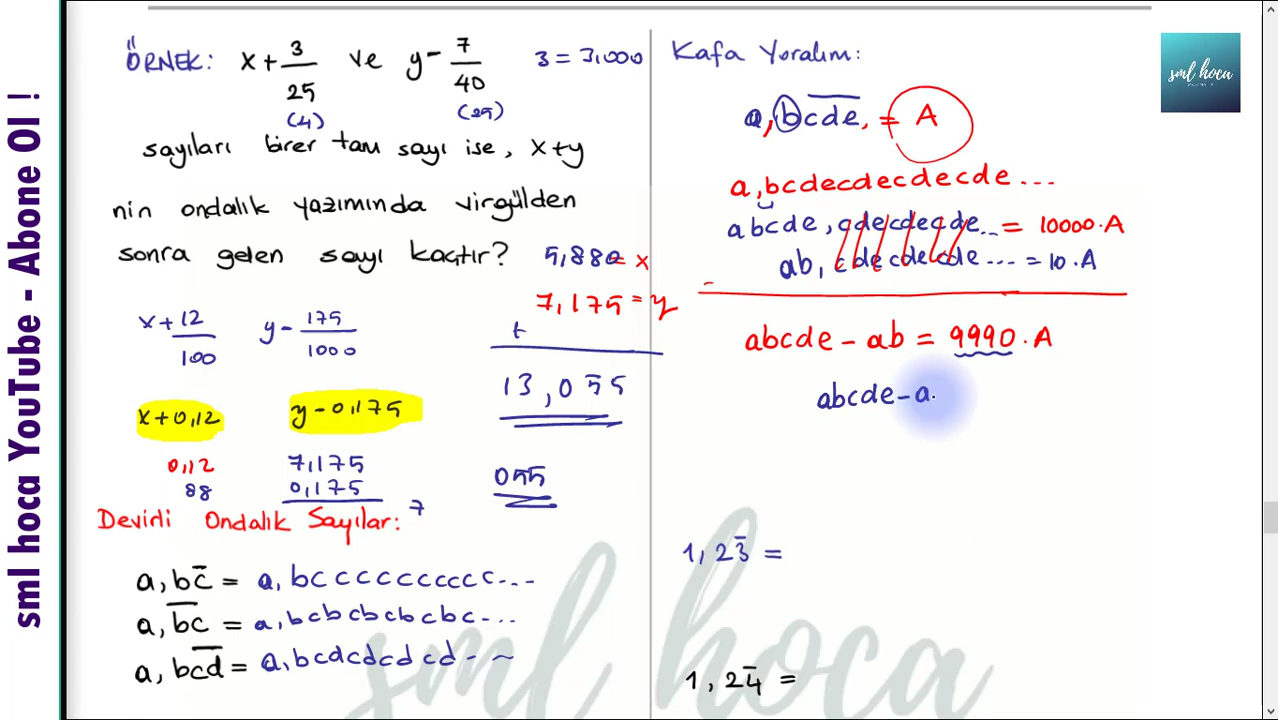 sml hoca YouTube - Abone Ol !
ÖRNEK: x + 3/25 ve y - 7/40 3 = 3,000
(4) (25)
sayıları birer tam sayı ise, x+y
nin ondalık yazımında virgülden
sonra gelen sayı kaçtır?
5,880 = x
7,175 = y
+
13,055
055
x + 12/100 y - 175/1000
x + 0,12 y - 0,175
0,12 7,175
88 0,175
7
Devirli Ondalık Sayılar:
a,bc̅ = a,bccccccccc...
a,b̅c̅ = a,bcbcbcbcbc...
a,bc̅d̅ = a,bcdcdcdcd - ~
Kafa Yoralım:
a,bc̅d̅e̅, = A
a,bcdecdecdecde...
abcde,cdecdecde... = 10000.A
ab,cdecdecde... = 10.A
-
abcde - ab = 9990.A
abcde - a.
1,23̅ =
1,24̅ =
sml hoca
sml hoca